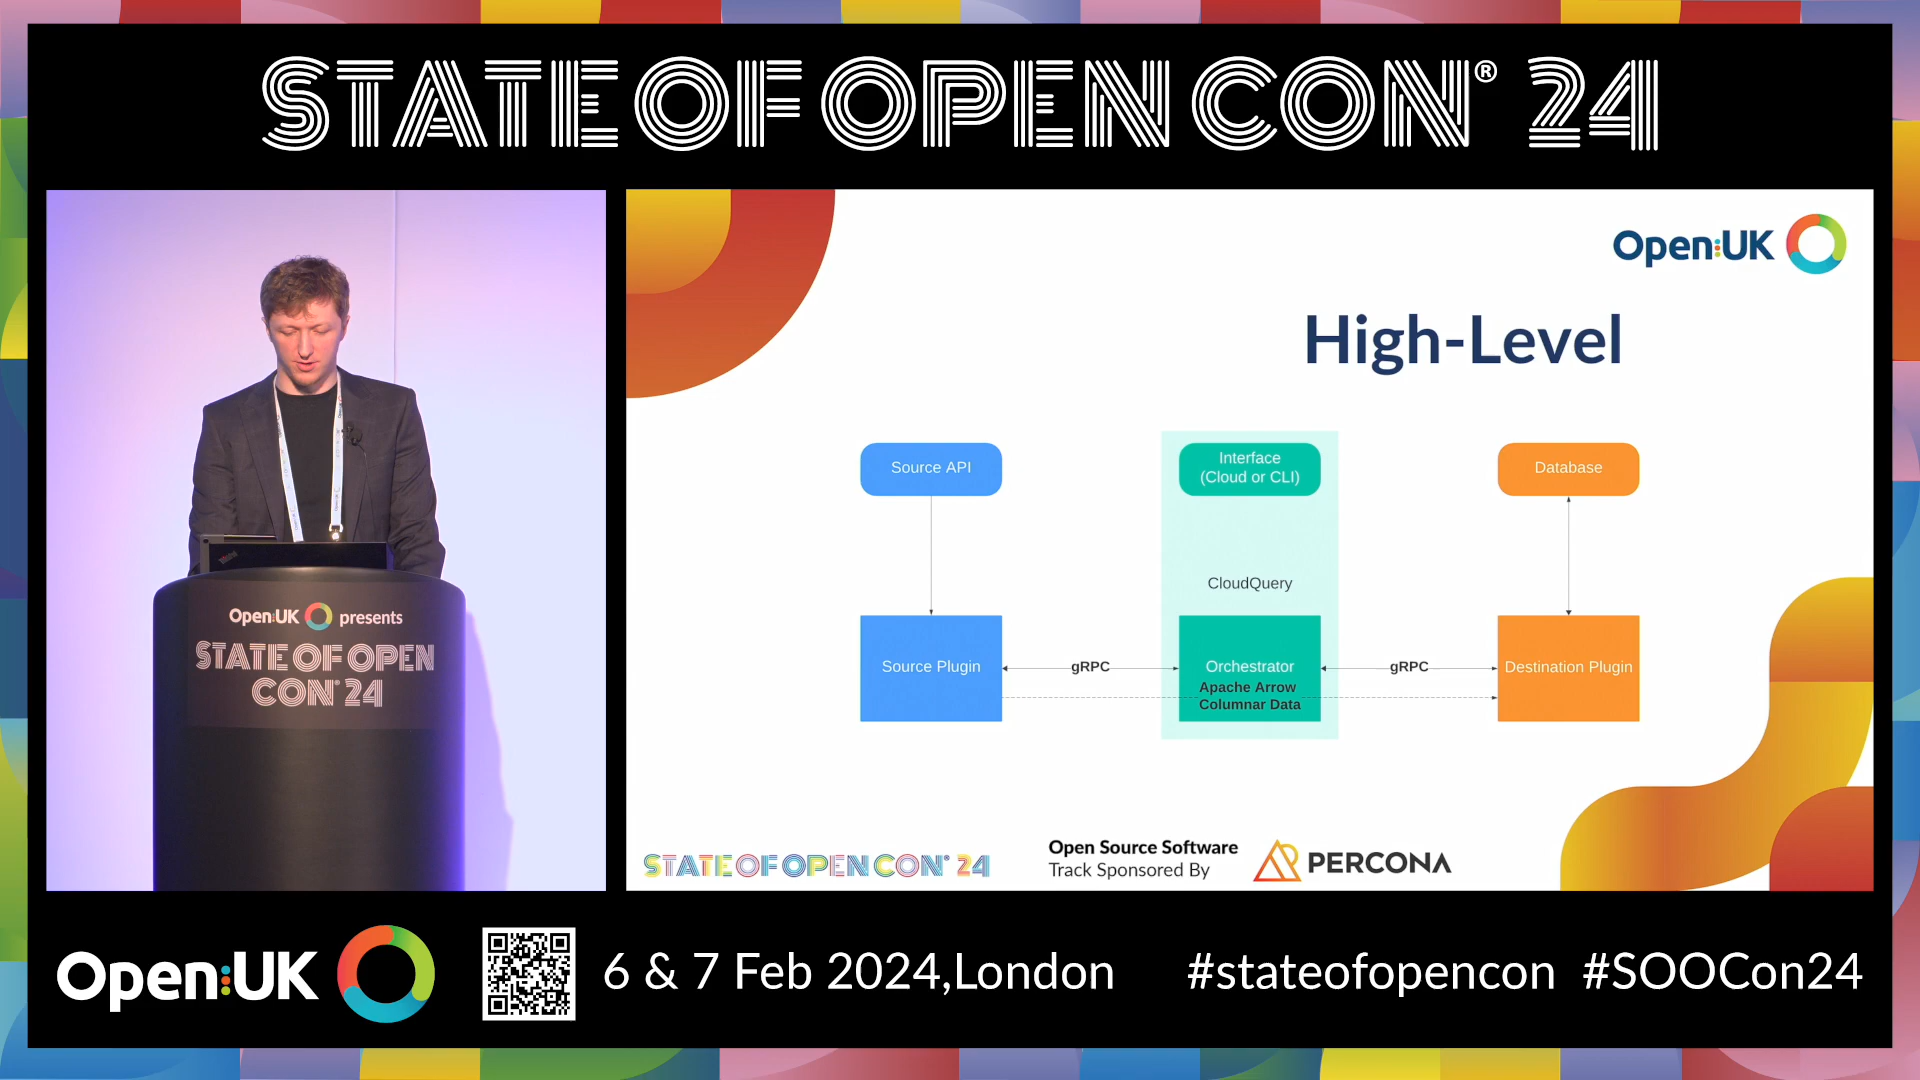 STATE OF OPEN CON® 24
Open:UK
High-Level
Source API
Interface
(Cloud or CLI)
Database
CloudQuery
Source Plugin
gRPC
Orchestrator
Apache Arrow
Columnar Data
gRPC
Destination Plugin
Open:UK presents
STATE OF OPEN
CON® 24
STATE OF OPEN CON® 24
Open Source Software
Track Sponsored By
PERCONA
Open:UK
6 & 7 Feb 2024,London
#stateofopencon #SOOCon24